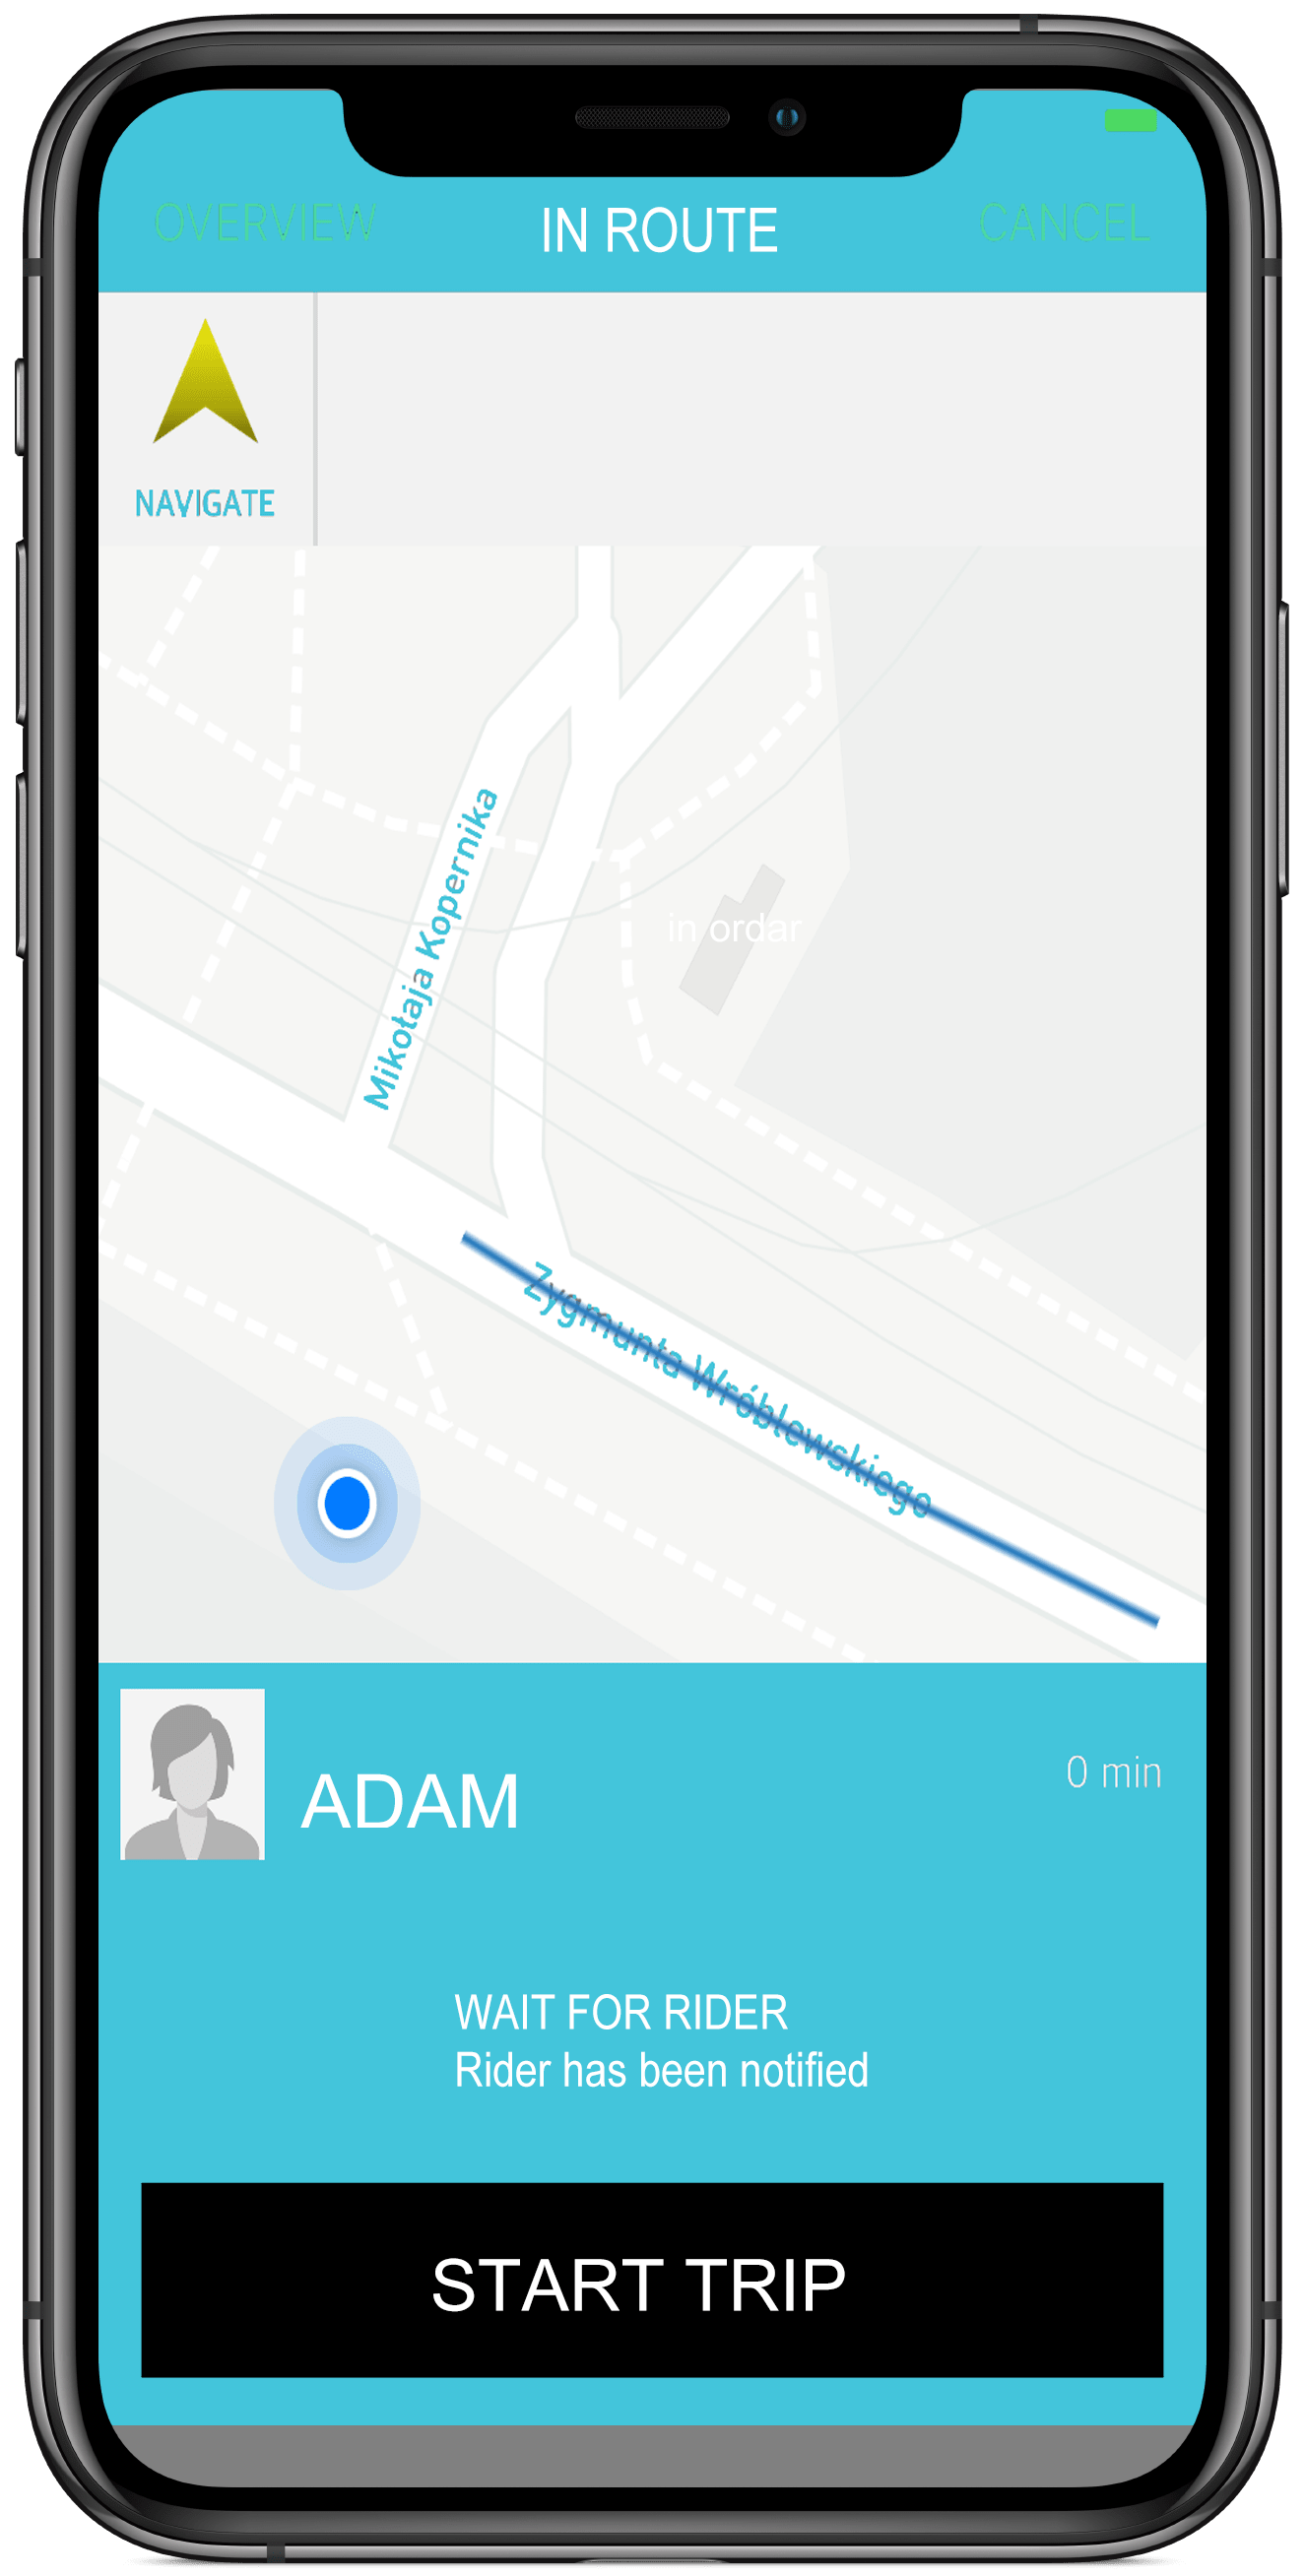 OVERVIEW
IN ROUTE
CANCEL
NAVIGATE
Mikołaja Kopernika
in ordar
Zygmunta Wróblewskiego
ADAM
0 min
WAIT FOR RIDER
Rider has been notified
START TRIP